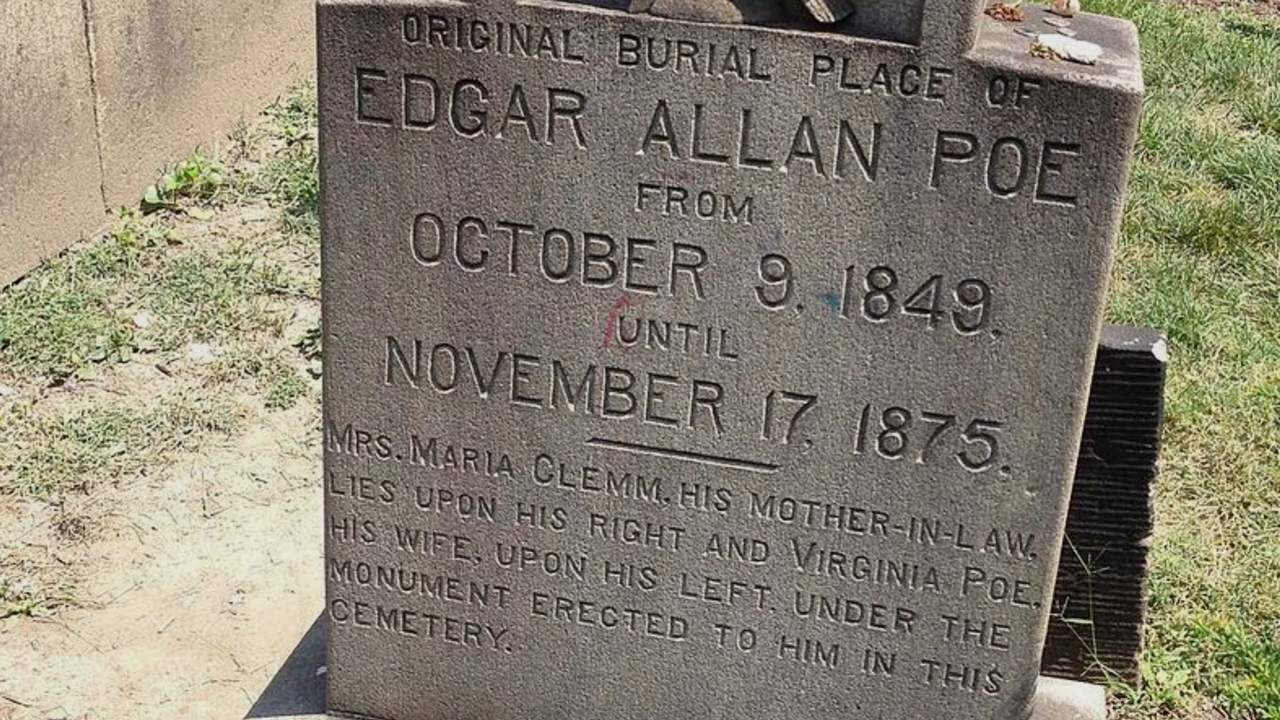 ORIGINAL BURIAL PLACE OF
EDGAR ALLAN POE
FROM
OCTOBER 9, 1849.
UNTIL
NOVEMBER 17, 1875.
MRS. MARIA CLEMM, HIS MOTHER-IN-LAW,
LIES UPON HIS RIGHT AND VIRGINIA POE,
HIS WIFE, UPON HIS LEFT, UNDER THE
MONUMENT ERECTED TO HIM IN THIS
CEMETERY.